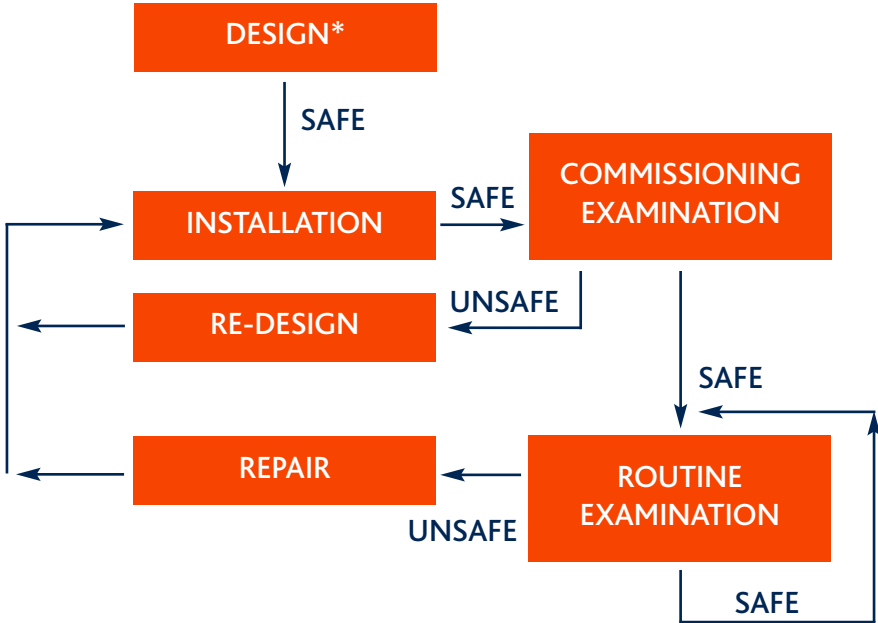 DESIGN*
SAFE
INSTALLATION
SAFE
COMMISSIONING
EXAMINATION
RE-DESIGN
UNSAFE
SAFE
REPAIR
UNSAFE
ROUTINE
EXAMINATION
SAFE